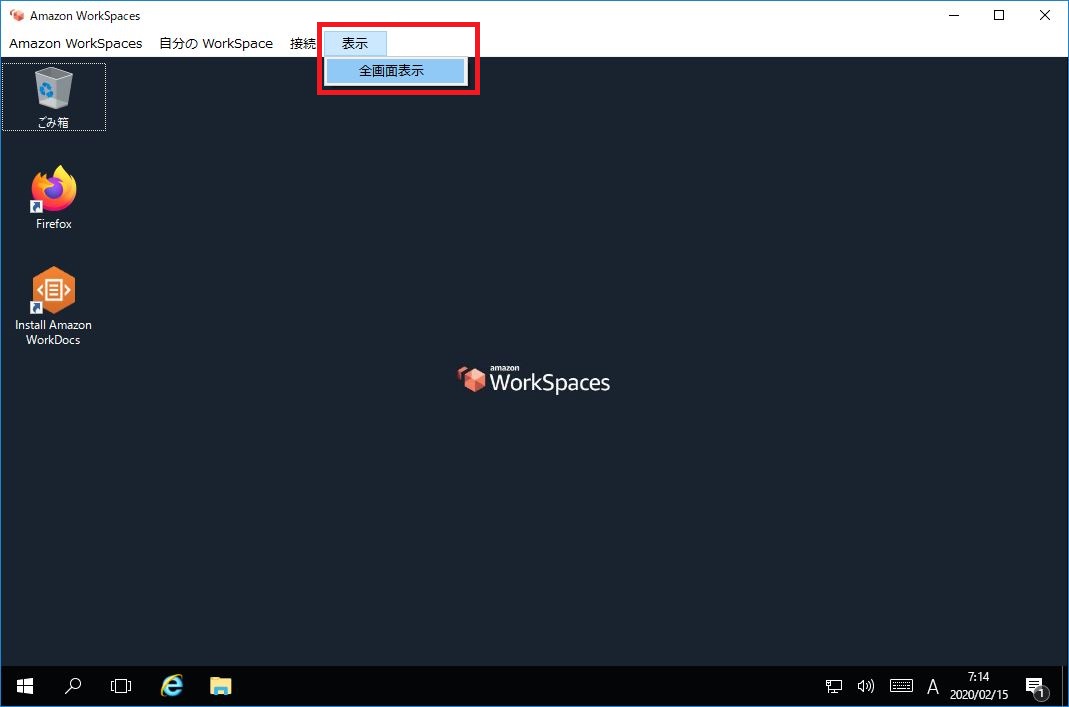 Amazon WorkSpaces
Amazon WorkSpaces 自分の WorkSpace 接続 表示
全画面表示
ごみ箱
Firefox
Install Amazon
WorkDocs
amazon
WorkSpaces
A
7:14
2020/02/15
1